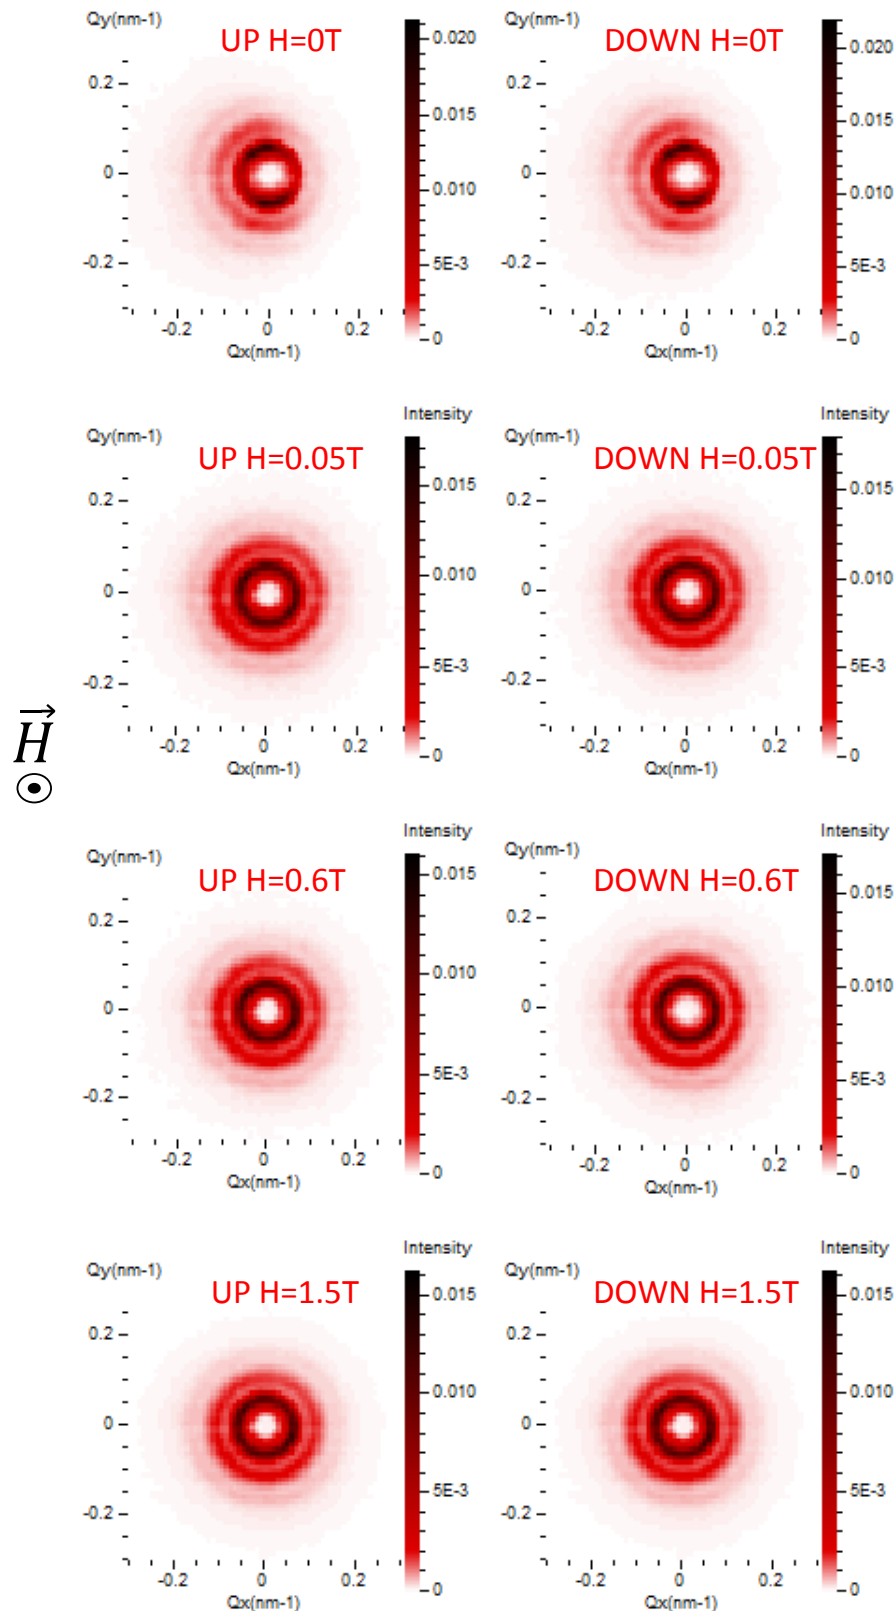 Qy(nm-1)
UP H=0T
0.020
0.015
0.010
5E-3
0
0.2
0
-0.2
-0.2
0
0.2
Qx(nm-1)
Qy(nm-1)
DOWN H=0T
0.020
0.015
0.010
5E-3
0
0.2
0
-0.2
-0.2
0
0.2
Qx(nm-1)
Intensity
Qy(nm-1)
UP H=0.05T
0.015
0.010
5E-3
0
0.2
0
-0.2
-0.2
0
0.2
Qx(nm-1)
Intensity
Qy(nm-1)
DOWN H=0.05T
0.015
0.010
5E-3
0
0.2
0
-0.2
-0.2
0
0.2
Qx(nm-1)
H
Intensity
Qy(nm-1)
UP H=0.6T
0.015
0.010
5E-3
0
0.2
0
-0.2
-0.2
0
0.2
Qx(nm-1)
Intensity
Qy(nm-1)
DOWN H=0.6T
0.015
0.010
5E-3
0
0.2
0
-0.2
-0.2
0
0.2
Qx(nm-1)
Intensity
Qy(nm-1)
UP H=1.5T
0.015
0.010
5E-3
0
0.2
0
-0.2
-0.2
0
0.2
Qx(nm-1)
Intensity
Qy(nm-1)
DOWN H=1.5T
0.015
0.010
5E-3
0
0.2
0
-0.2
-0.2
0
0.2
Qx(nm-1)